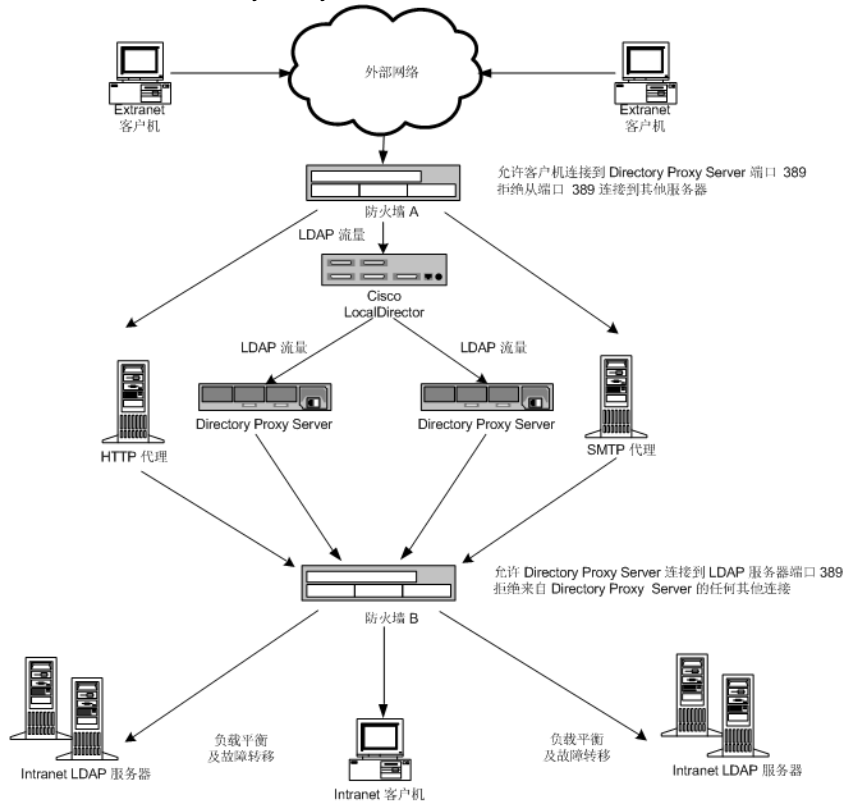 外部网络
Extranet
客户机
Extranet
客户机
允许客户机连接到 Directory Proxy Server 端口 389
拒绝从端口 389 连接到其他服务器
防火墙 A
LDAP 流量
Cisco
LocalDirector
LDAP 流量
LDAP 流量
Directory Proxy Server
Directory Proxy Server
HTTP 代理
SMTP 代理
允许 Directory Proxy Server 连接到 LDAP 服务器端口 389
拒绝来自 Directory Proxy Server 的任何其他连接
防火墙 B
负载平衡
及故障转移
负载平衡
及故障转移
Intranet LDAP 服务器
Intranet LDAP 服务器
Intranet 客户机